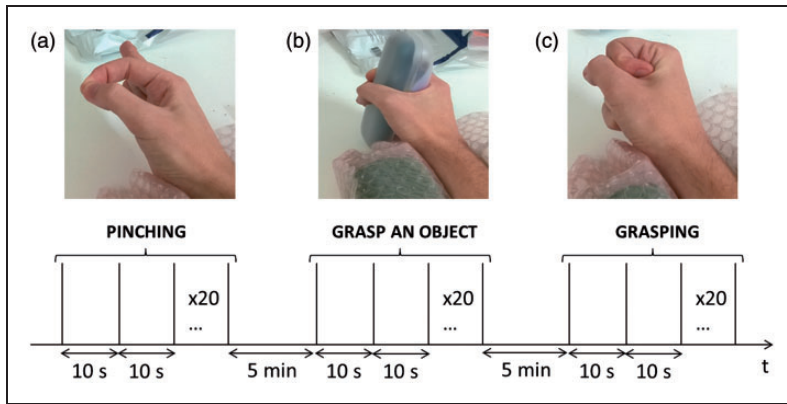 (a) (b) (c)
PINCHING GRASP AN OBJECT GRASPING
x20 x20 x20
... ... ...
10 s 10 s 5 min 10 s 10 s 5 min 10 s 10 s t